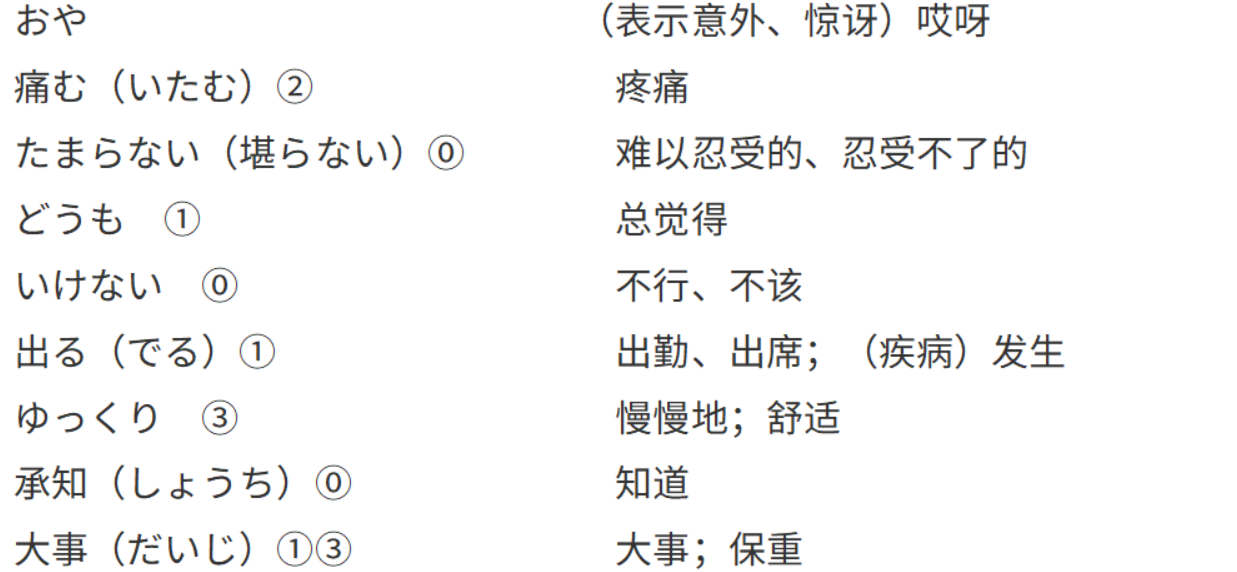 おや （表示意外、惊讶）哎呀
痛む（いたむ）② 疼痛
たまらない（堪らない）⓪ 难以忍受的、忍受不了的
どうも ① 总觉得
いけない ⓪ 不行、不该
出る（でる）① 出勤、出席；（疾病）发生
ゆっくり ③ 慢慢地；舒适
承知（しょうち）⓪ 知道
大事（だいじ）①③ 大事；保重